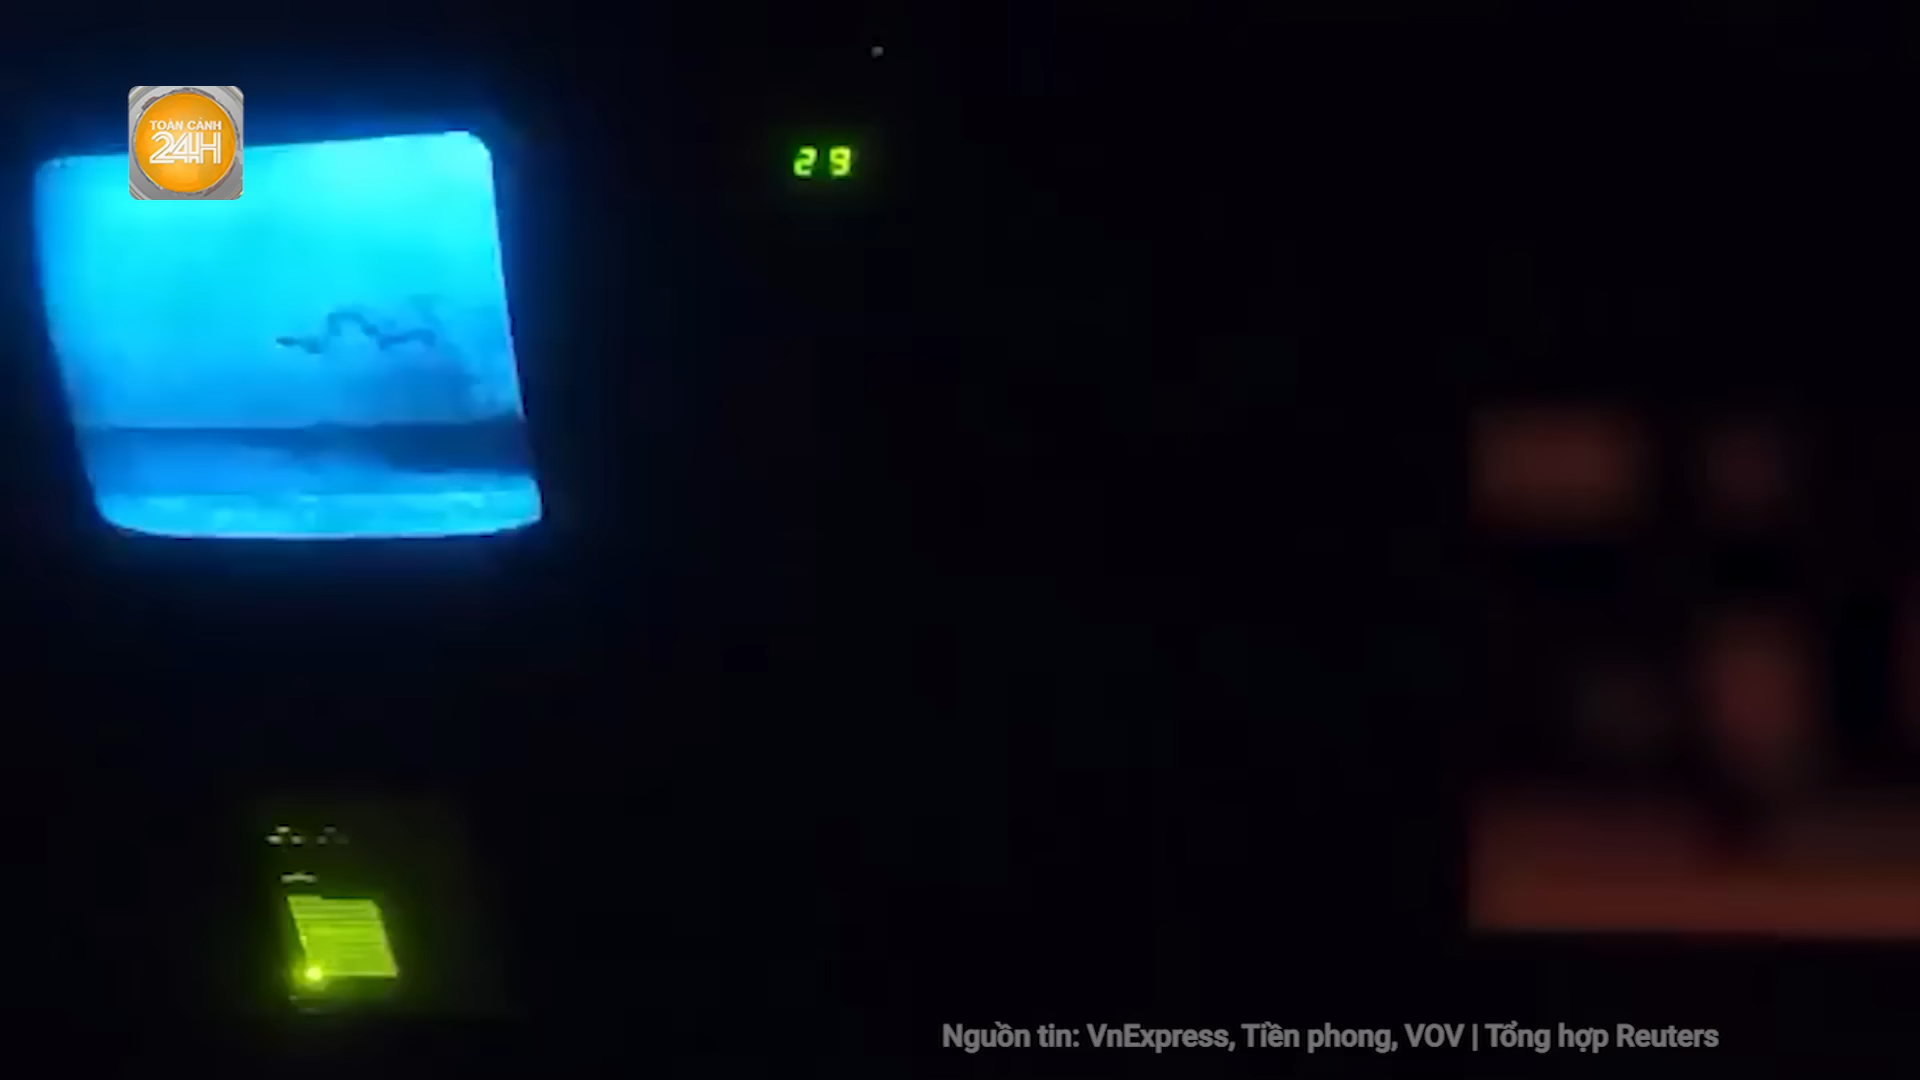 TOÀN CẢNH
24H
29
Nguồn tin: VnExpress, Tiền phong, VOV | Tổng hợp Reuters